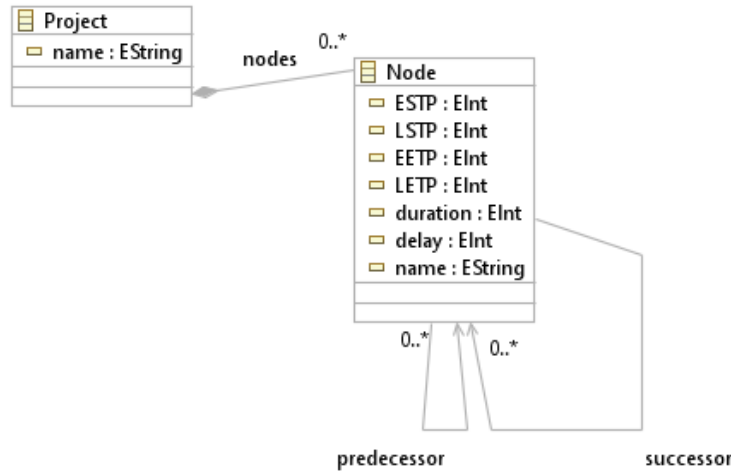 Project
name : EString
nodes
0..*
Node
ESTP : EInt
LSTP : EInt
EETP : EInt
LETP : EInt
duration : EInt
delay : EInt
name : EString
0..*
0..*
predecessor
successor